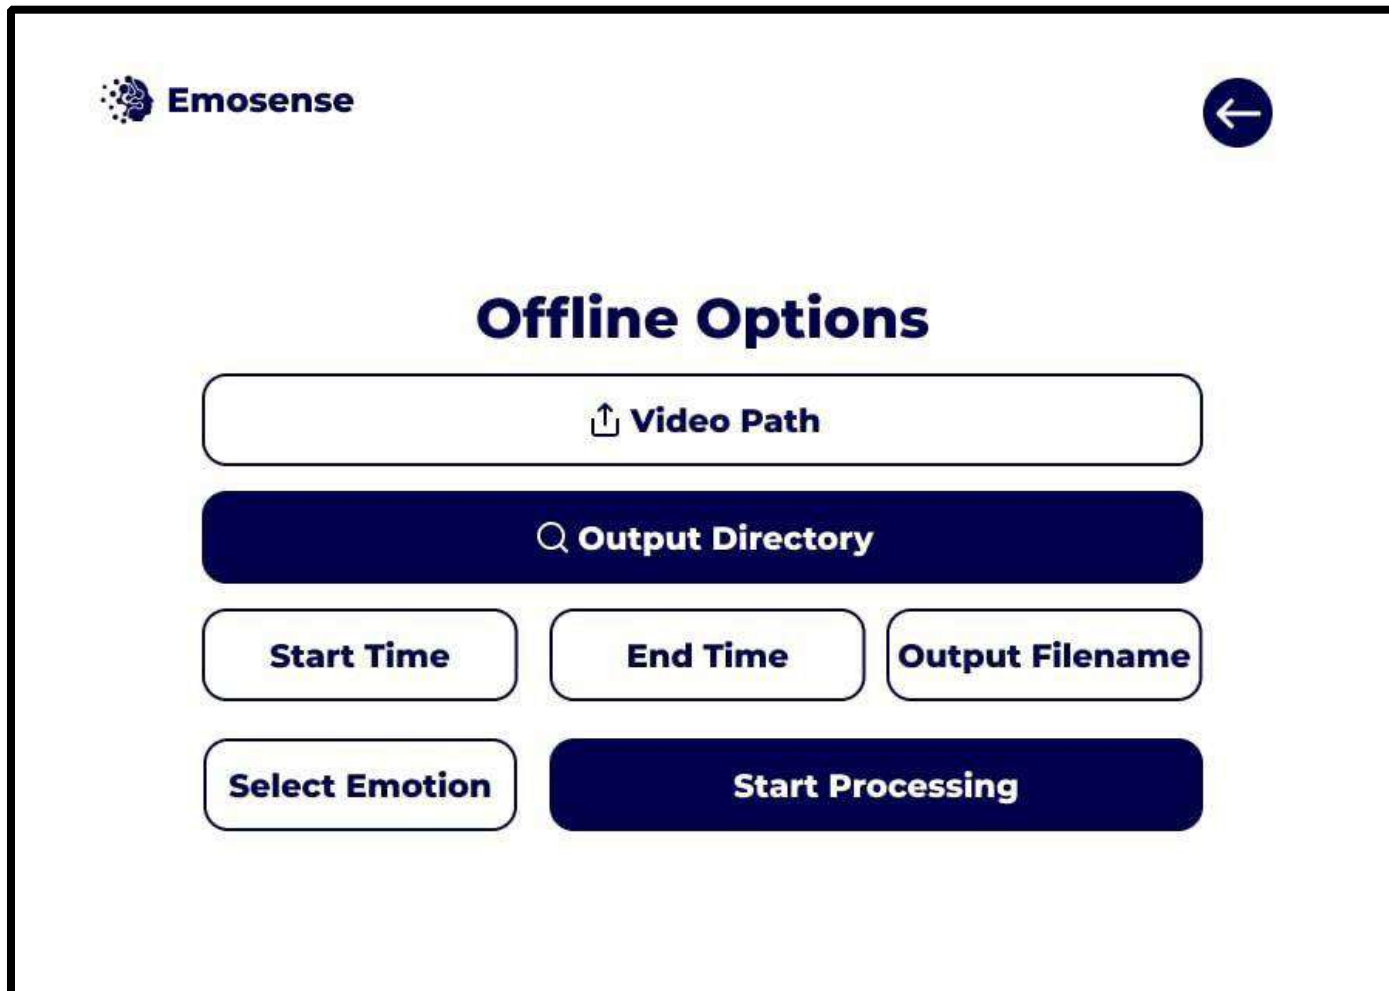 Emosense
Offline Options
Video Path
Output Directory
Start Time
End Time
Output Filename
Select Emotion
Start Processing